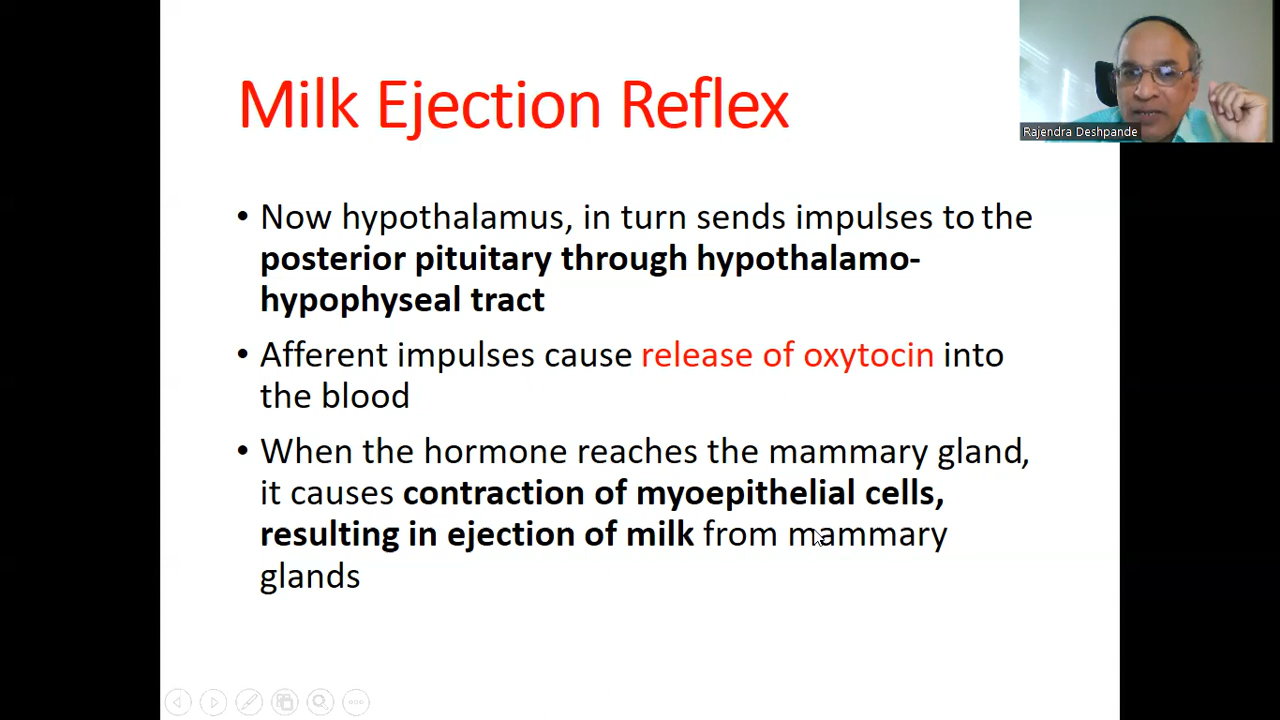 Milk Ejection Reflex
Rajendra Deshpande
• Now hypothalamus, in turn sends impulses to the
posterior pituitary through hypothalamo-
hypophyseal tract
• Afferent impulses cause release of oxytocin into
the blood
• When the hormone reaches the mammary gland,
it causes contraction of myoepithelial cells,
resulting in ejection of milk from mammary
glands